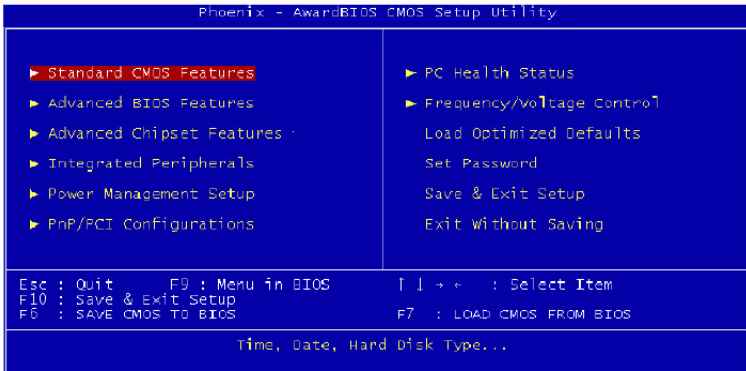 Phoenix - AwardBIOS CMOS Setup Utility
► Standard CMOS Features
► Advanced BIOS Features
► Advanced Chipset Features
► Integrated Peripherals
► Power Management Setup
► PnP/PCI Configurations
► PC Health Status
► Frequency/Voltage Control
Load Optimized Defaults
Set Password
Save & Exit Setup
Exit Without Saving
Esc : Quit F9 : Menu in BIOS ↑ ↓ → ← : Select Item
F10 : Save & Exit Setup
F6 : SAVE CMOS TO BIOS F7 : LOAD CMOS FROM BIOS
Time, Date, Hard Disk Type...